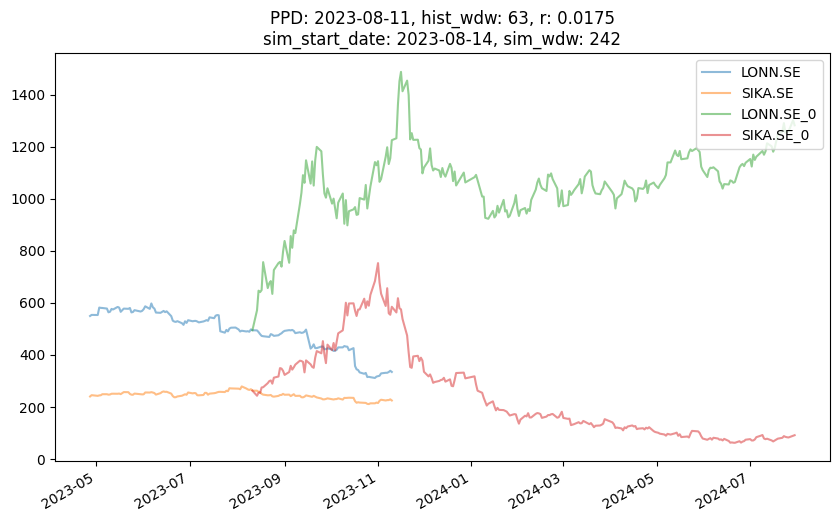 PPD: 2023-08-11, hist_wdw: 63, r: 0.0175
sim_start_date: 2023-08-14, sim_wdw: 242
LONN.SE
SIKA.SE
LONN.SE_0
SIKA.SE_0
1400
1200
1000
800
600
400
200
0
2023-05
2023-07
2023-09
2023-11
2024-01
2024-03
2024-05
2024-07